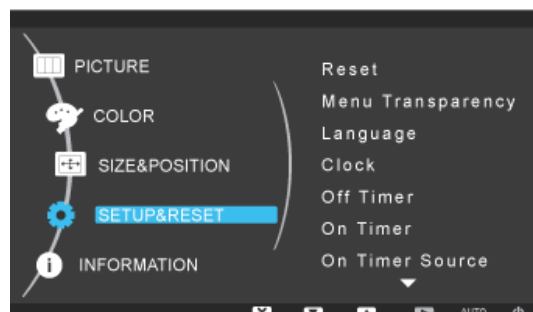 PICTURE
COLOR
SIZE&POSITION
SETUP&RESET
INFORMATION
Reset
Menu Transparency
Language
Clock
Off Timer
On Timer
On Timer Source
AUTO